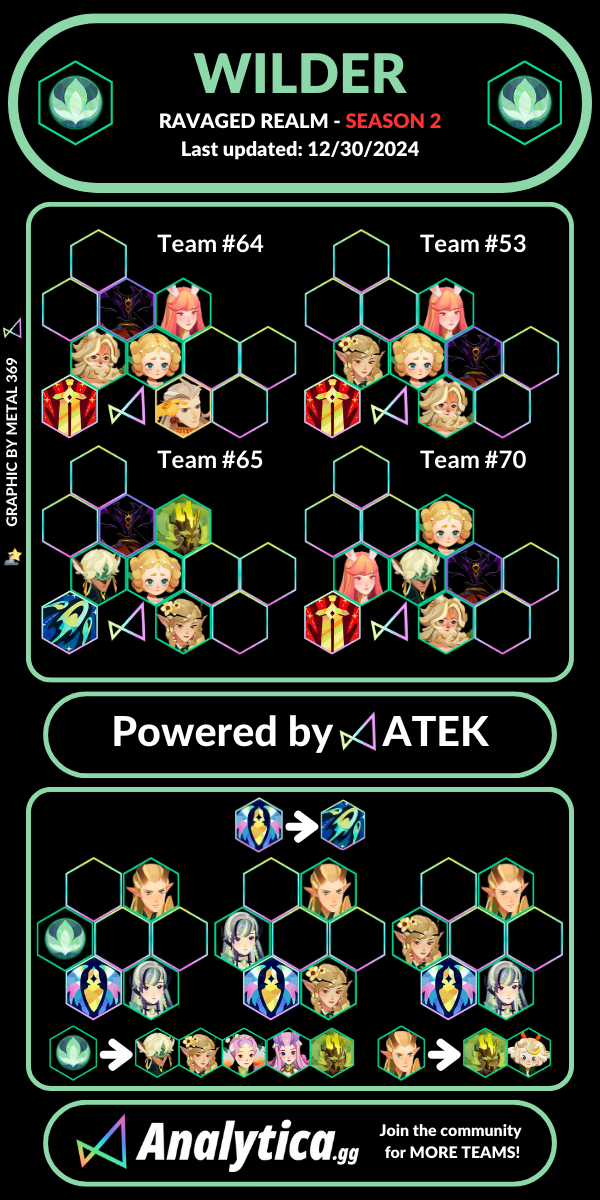 WILDER
RAVAGED REALM - SEASON 2
Last updated: 12/30/2024
Team #64
Team #53
GRAPHIC BY METAL 369
Team #65
Team #70
Powered by ATEK
Analytica.gg
Join the community
for MORE TEAMS!